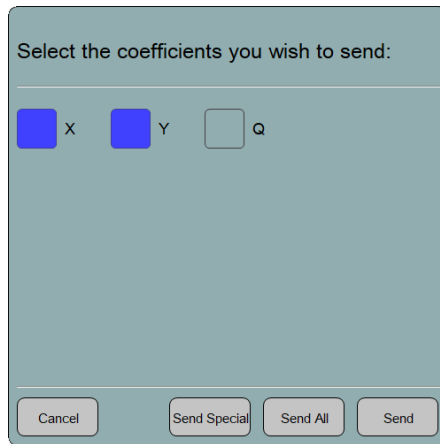 Select the coefficients you wish to send:
X Y Q
Cancel Send Special Send All Send